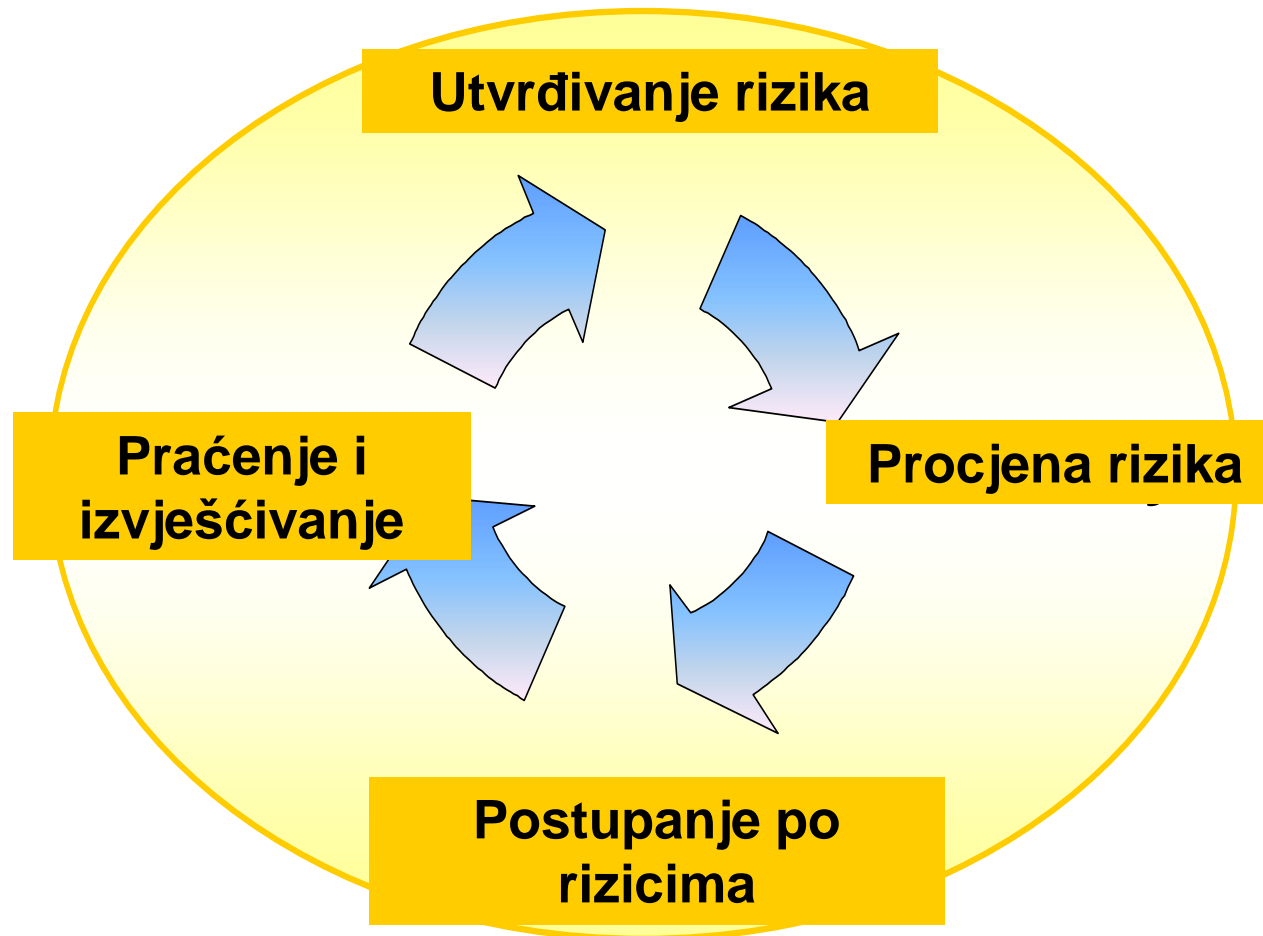 Utvrđivanje rizika
Procjena rizika
Praćenje i
izvješćivanje
Postupanje po
rizicima